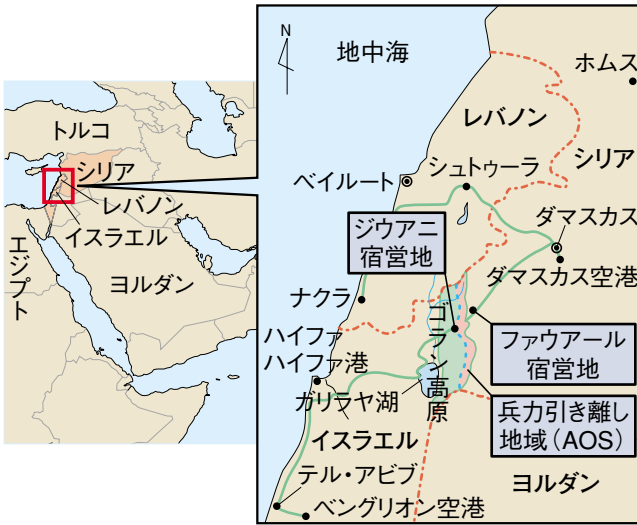 トルコ
シリア
レバノン
イスラエル
エジプト
ヨルダン
N
地中海
ホムス
レバノン
シリア
ベイルート
シュトゥーラ
ダマスカス
ジウアニ
宿営地
ダマスカス空港
ナクラ
ゴラン高原
ハイファ
ハイファ港
ファウアール
宿営地
ガリラヤ湖
兵力引き離し
地域(AOS)
イスラエル
テル・アビブ
ヨルダン
ベングリオン空港